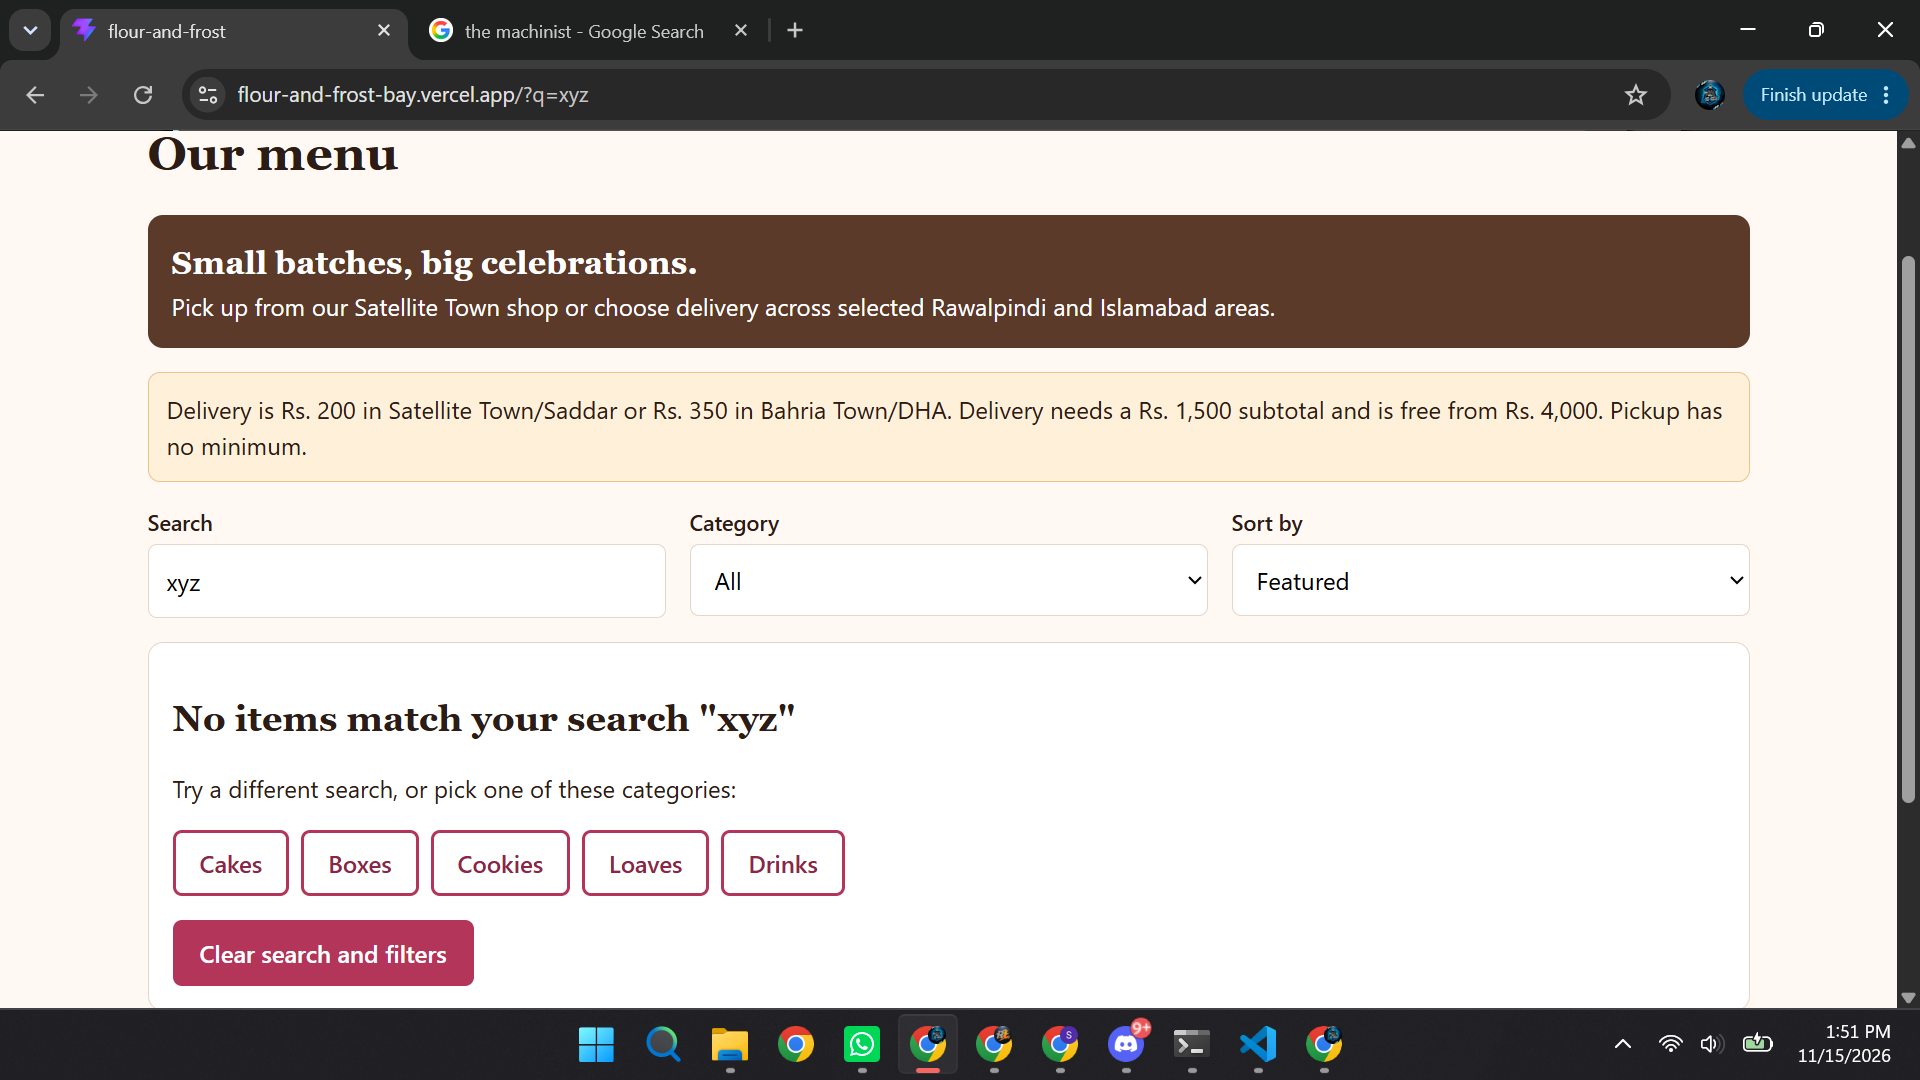 flour-and-frost
the machinist - Google Search
flour-and-frost-bay.vercel.app/?q=xyz
Finish update
Our menu
Small batches, big celebrations.
Pick up from our Satellite Town shop or choose delivery across selected Rawalpindi and Islamabad areas.
Delivery is Rs. 200 in Satellite Town/Saddar or Rs. 350 in Bahria Town/DHA. Delivery needs a Rs. 1,500 subtotal and is free from Rs. 4,000. Pickup has
no minimum.
Search
Category
Sort by
xyz
All
Featured
No items match your search "xyz"
Try a different search, or pick one of these categories:
Cakes
Boxes
Cookies
Loaves
Drinks
Clear search and filters
S
9+
1:51 PM
11/15/2026